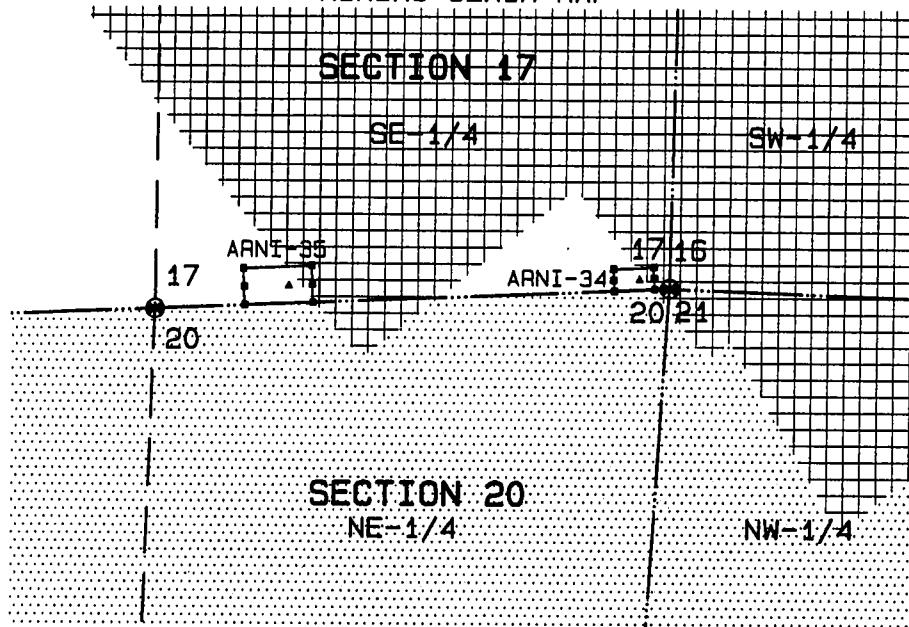 SECTION 17
SE-1/4
SW-1/4
ARNI-35
17 16
17
ARNI-34
20 21
20
SECTION 20
NE-1/4
NW-1/4